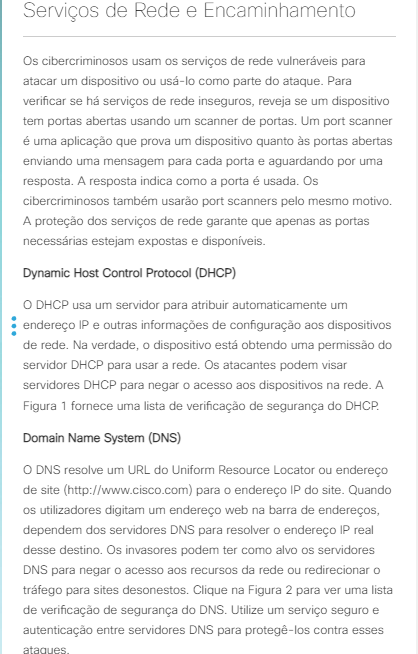 Serviços de Rede e Encaminhamento
Os cibercriminosos usam os serviços de rede vulneráveis para
atacar um dispositivo ou usá-lo como parte do ataque. Para
verificar se há serviços de rede inseguros, reveja se um dispositivo
tem portas abertas usando um scanner de portas. Um port scanner
é uma aplicação que prova um dispositivo quanto às portas abertas
enviando uma mensagem para cada porta e aguardando por uma
resposta. A resposta indica como a porta é usada. Os
cibercriminosos também usarão port scanners pelo mesmo motivo.
A proteção dos serviços de rede garante que apenas as portas
necessárias estejam expostas e disponíveis.
Dynamic Host Control Protocol (DHCP)
O DHCP usa um servidor para atribuir automaticamente um
endereço IP e outras informações de configuração aos dispositivos
de rede. Na verdade, o dispositivo está obtendo uma permissão do
servidor DHCP para usar a rede. Os atacantes podem visar
servidores DHCP para negar o acesso aos dispositivos na rede. A
Figura 1 fornece uma lista de verificação de segurança do DHCP.
Domain Name System (DNS)
O DNS resolve um URL do Uniform Resource Locator ou endereço
de site (http://www.cisco.com) para o endereço IP do site. Quando
os utilizadores digitam um endereço web na barra de endereços,
dependem dos servidores DNS para resolver o endereço IP real
desse destino. Os invasores podem ter como alvo os servidores
DNS para negar o acesso aos recursos da rede ou redirecionar o
tráfego para sites desonestos. Clique na Figura 2 para ver uma lista
de verificação de segurança do DNS. Utilize um serviço seguro e
autenticação entre servidores DNS para protegê-los contra esses
ataques.